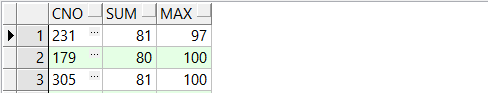 CNO SUM MAX
1 231 ... 81 97
2 179 ... 80 100
3 305 ... 81 100